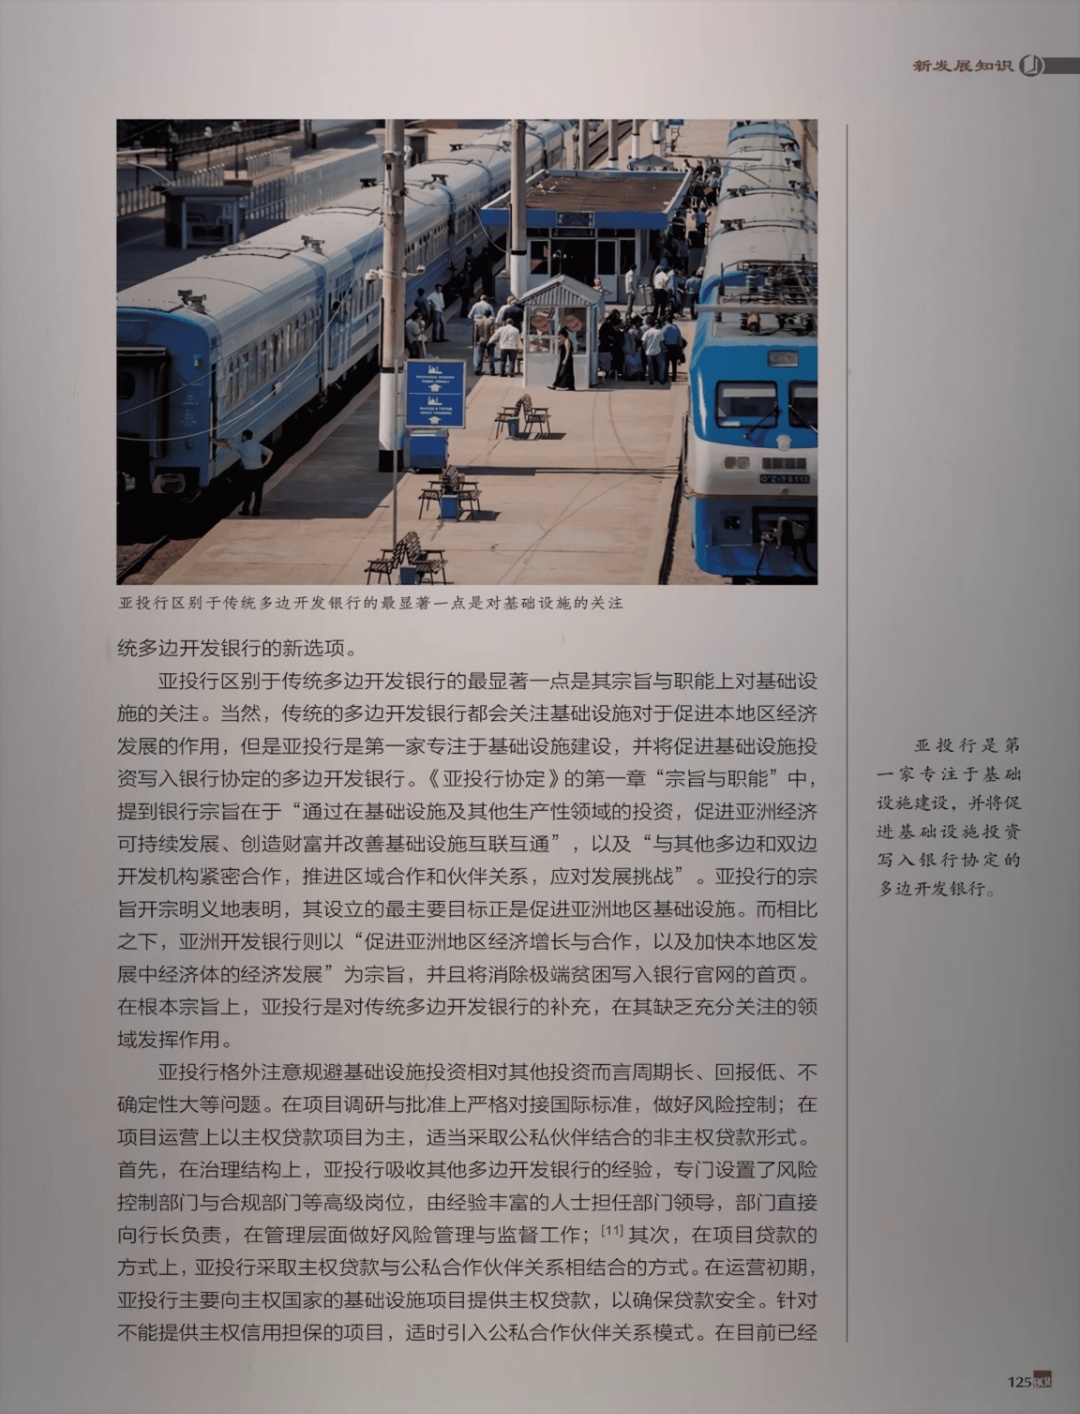 新发展知识
亚投行区别于传统多边开发银行的最显著一点是对基础设施的关注
统多边开发银行的新选项。
亚投行区别于传统多边开发银行的最显著一点是其宗旨与职能上对基础设
施的关注。当然，传统的多边开发银行都会关注基础设施对于促进本地区经济
发展的作用，但是亚投行是第一家专注于基础设施建设，并将促进基础设施投
资写入银行协定的多边开发银行。《亚投行协定》的第一章“宗旨与职能”中，
提到银行宗旨在于“通过在基础设施及其他生产性领域的投资，促进亚洲经济
可持续发展、创造财富并改善基础设施互联互通”，以及“与其他多边和双边
开发机构紧密合作，推进区域合作和伙伴关系，应对发展挑战”。亚投行的宗
旨开宗明义地表明，其设立的最主要目标正是促进亚洲地区基础设施。而相比
之下，亚洲开发银行则以“促进亚洲地区经济增长与合作，以及加快本地区发
展中经济体的经济发展”为宗旨，并且将消除极端贫困写入银行官网的首页。
在根本宗旨上，亚投行是对传统多边开发银行的补充，在其缺乏充分关注的领
域发挥作用。
亚投行格外注意规避基础设施投资相对其他投资而言周期长、回报低、不
确定性大等问题。在项目调研与批准上严格对接国际标准，做好风险控制；在
项目运营上以主权贷款项目为主，适当采取公私伙伴结合的非主权贷款形式。
首先，在治理结构上，亚投行吸收其他多边开发银行的经验，专门设置了风险
控制部门与合规部门等高级岗位，由经验丰富的人士担任部门领导，部门直接
向行长负责，在管理层面做好风险管理与监督工作；[11]其次，在项目贷款的
方式上，亚投行采取主权贷款与公私合作伙伴关系相结合的方式。在运营初期，
亚投行主要向主权国家的基础设施项目提供主权贷款，以确保贷款安全。针对
不能提供主权信用担保的项目，适时引入公私合作伙伴关系模式。在目前已经
亚投行是第
一家专注于基础
设施建设，并将促
进基础设施投资
写入银行协定的
多边开发银行。
125